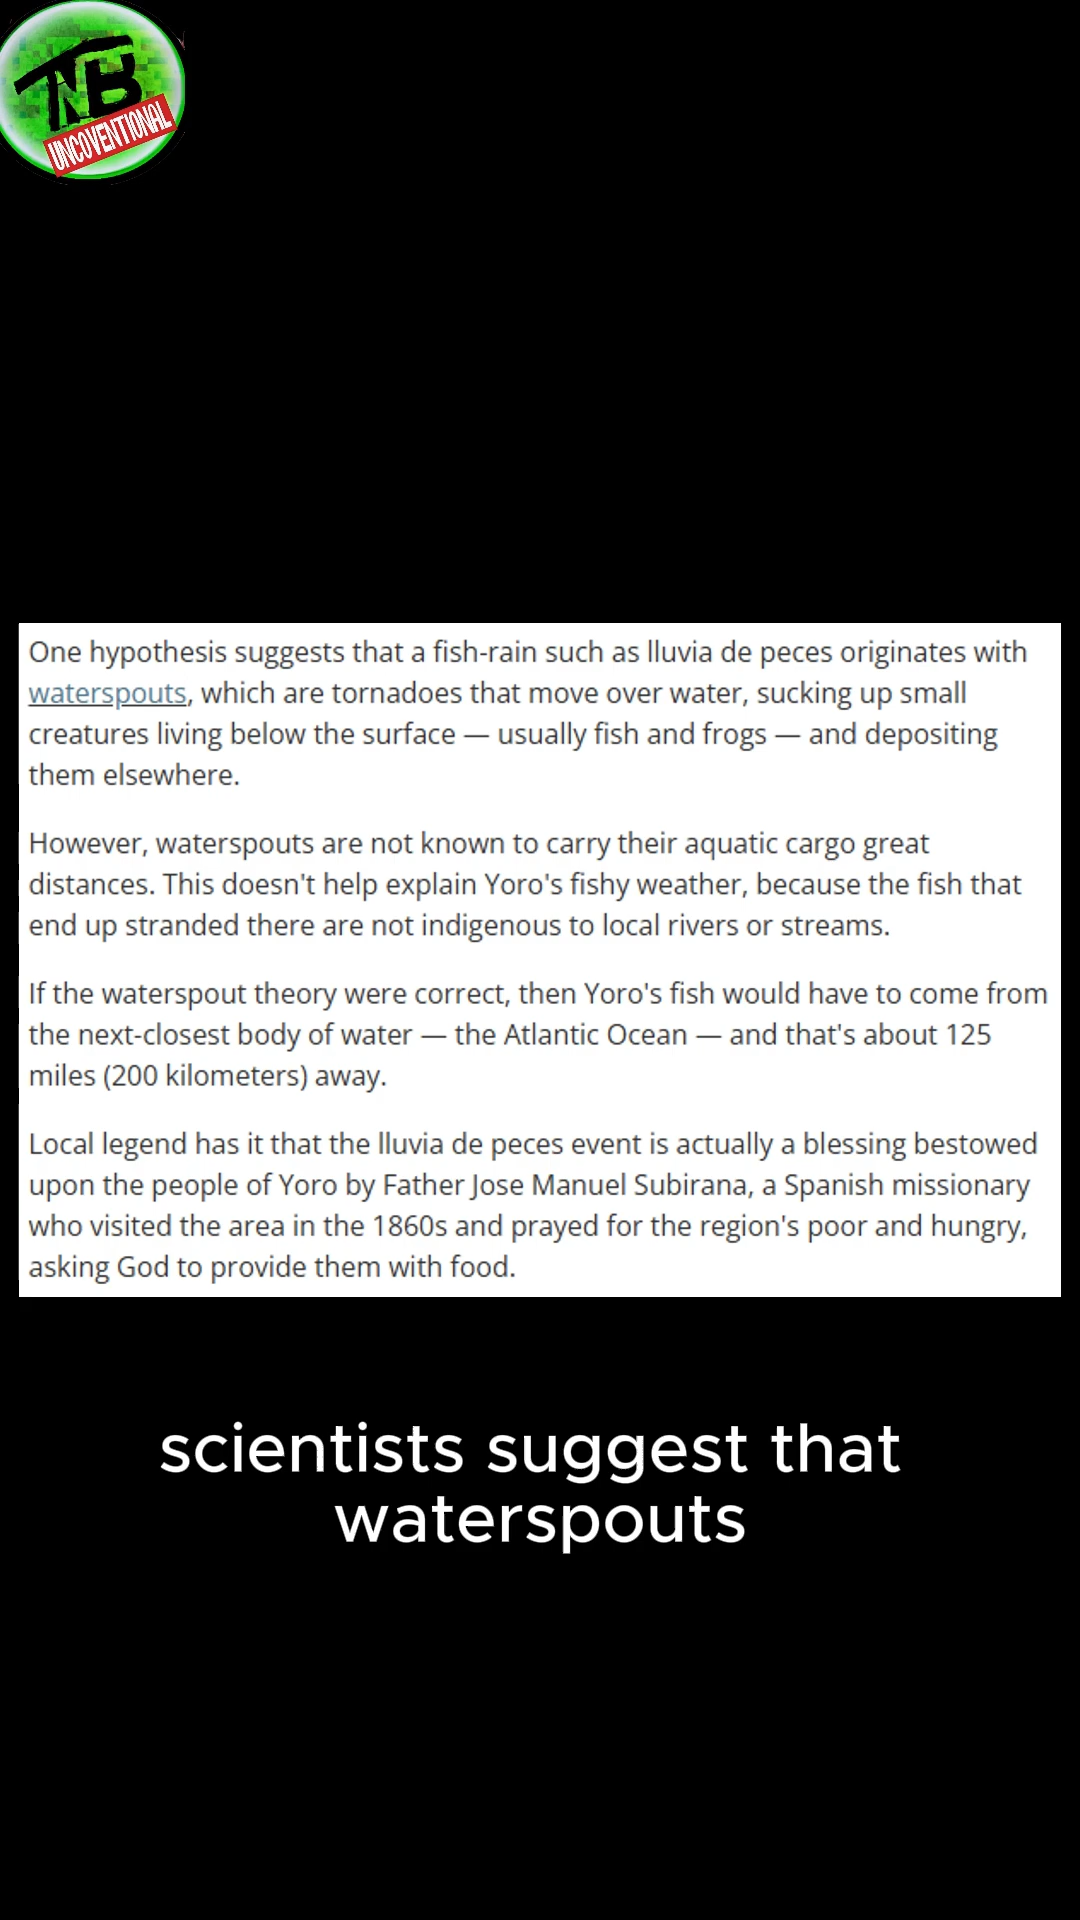 TNB
UNCOVENTIONAL
One hypothesis suggests that a fish-rain such as lluvia de peces originates with
waterspouts, which are tornadoes that move over water, sucking up small
creatures living below the surface — usually fish and frogs — and depositing
them elsewhere.
However, waterspouts are not known to carry their aquatic cargo great
distances. This doesn't help explain Yoro's fishy weather, because the fish that
end up stranded there are not indigenous to local rivers or streams.
If the waterspout theory were correct, then Yoro's fish would have to come from
the next-closest body of water — the Atlantic Ocean — and that's about 125
miles (200 kilometers) away.
Local legend has it that the lluvia de peces event is actually a blessing bestowed
upon the people of Yoro by Father Jose Manuel Subirana, a Spanish missionary
who visited the area in the 1860s and prayed for the region's poor and hungry,
asking God to provide them with food.
scientists suggest that
waterspouts